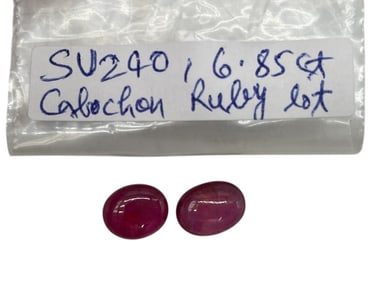 SU240, 6.85ct
Cabochon Ruby lot